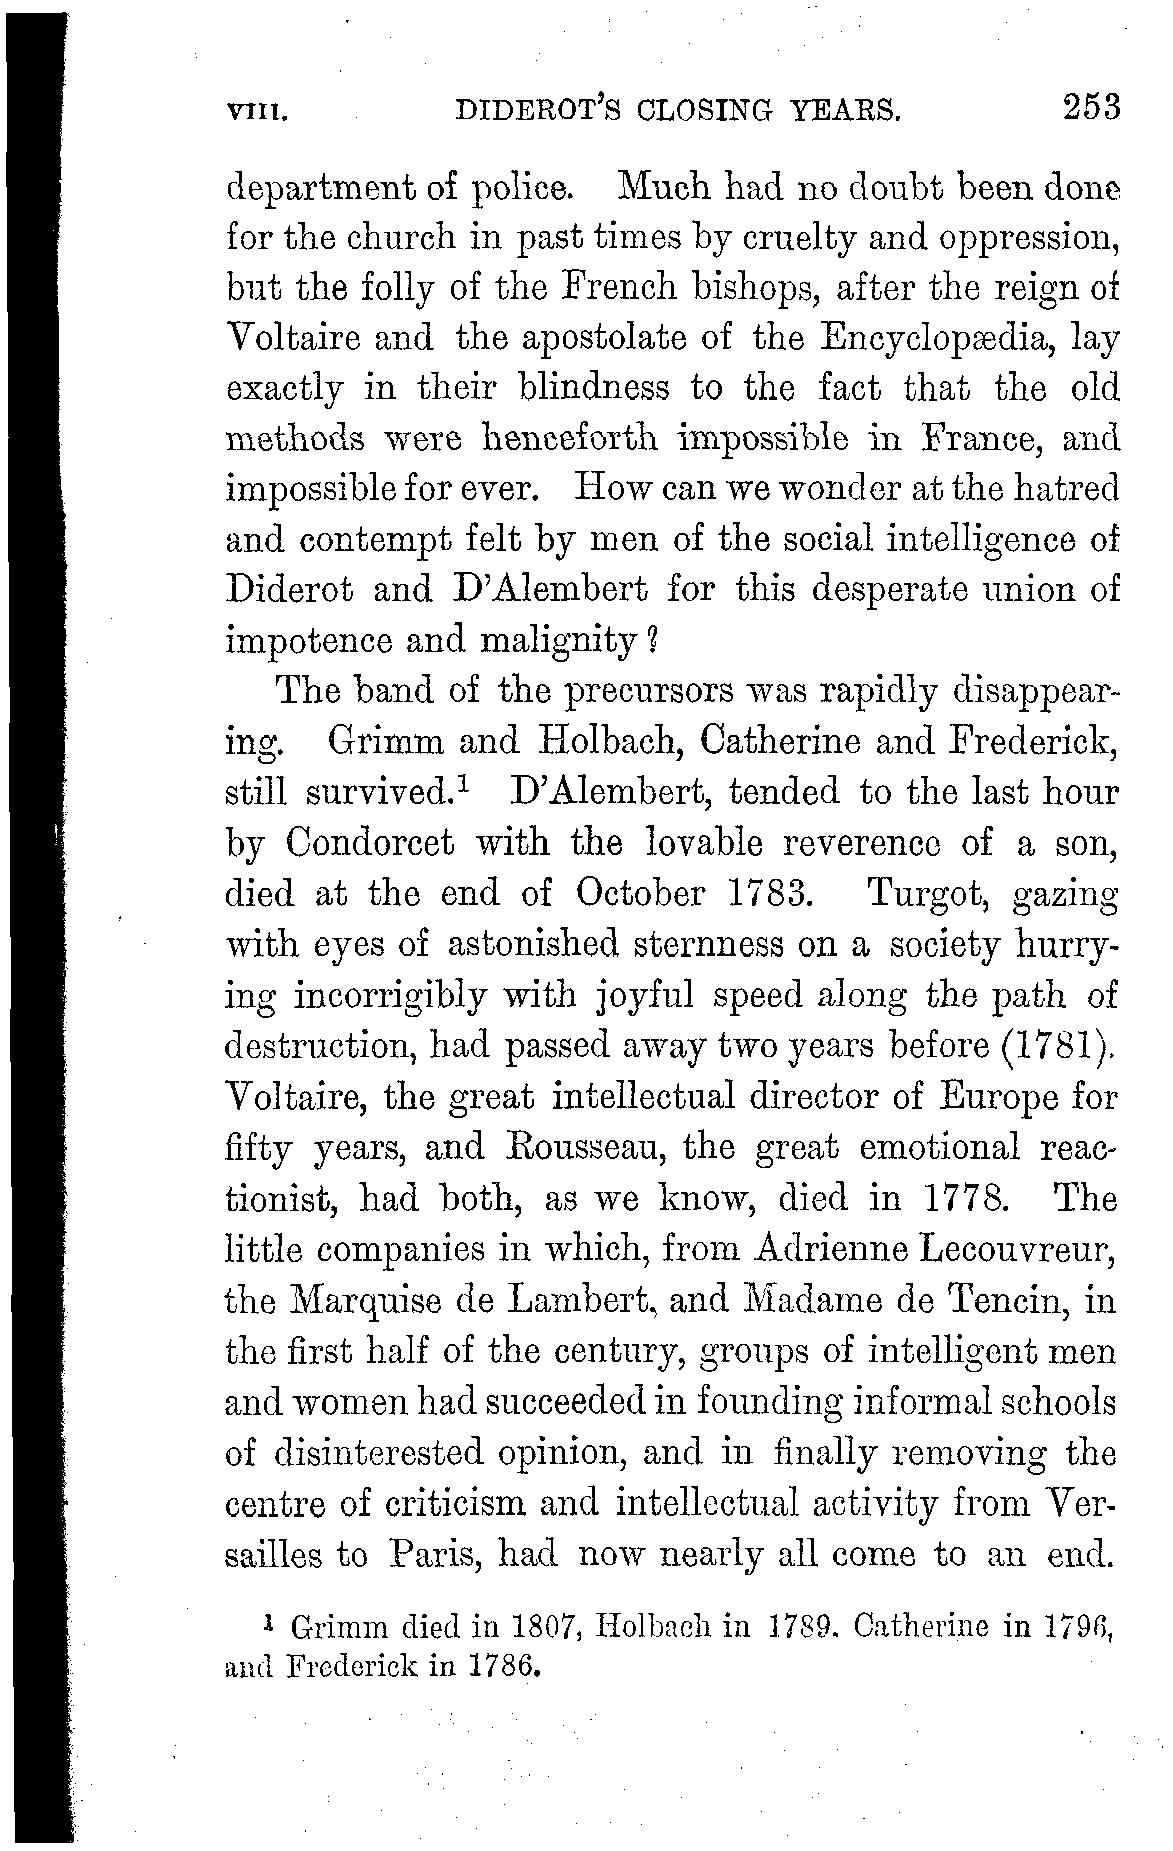 VIII. DIDEROT'S CLOSING YEARS. 253
department of police. Much had no doubt been done
for the church in past times by cruelty and oppression,
but the folly of the French bishops, after the reign of
Voltaire and the apostolate of the Encyclopædia, lay
exactly in their blindness to the fact that the old
methods were henceforth impossible in France, and
impossible for ever. How can we wonder at the hatred
and contempt felt by men of the social intelligence of
Diderot and D'Alembert for this desperate union of
impotence and malignity?
The band of the precursors was rapidly disappear-
ing. Grimm and Holbach, Catherine and Frederick,
still survived.¹ D'Alembert, tended to the last hour
by Condorcet with the lovable reverence of a son,
died at the end of October 1783. Turgot, gazing
with eyes of astonished sternness on a society hurry-
ing incorrigibly with joyful speed along the path of
destruction, had passed away two years before (1781).
Voltaire, the great intellectual director of Europe for
fifty years, and Rousseau, the great emotional reac-
tionist, had both, as we know, died in 1778. The
little companies in which, from Adrienne Lecouvreur,
the Marquise de Lambert, and Madame de Tencin, in
the first half of the century, groups of intelligent men
and women had succeeded in founding informal schools
of disinterested opinion, and in finally removing the
centre of criticism and intellectual activity from Ver-
sailles to Paris, had now nearly all come to an end.
¹ Grimm died in 1807, Holbach in 1789. Catherine in 1796,
and Frederick in 1786.